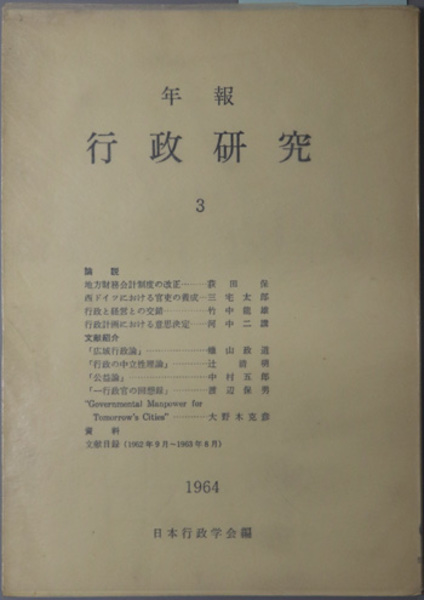 年報
行政研究
3
論説
地方財務会計制度の改正……荻田保
西ドイツにおける官吏の養成…三宅太郎
行政と経営との交錯……竹中龍雄
行政計画における意思決定……河中二講
文献紹介
「広域行政論」……蠟山政道
「行政の中立性理論」……辻清明
「公益論」……中村五郎
「一行政官の回想録」……渡辺保男
"Governmental Manpower for
Tomorrow's Cities"……大野木克彦
資料
文献目録(1962年9月~1963年8月)
1964
日本行政学会編